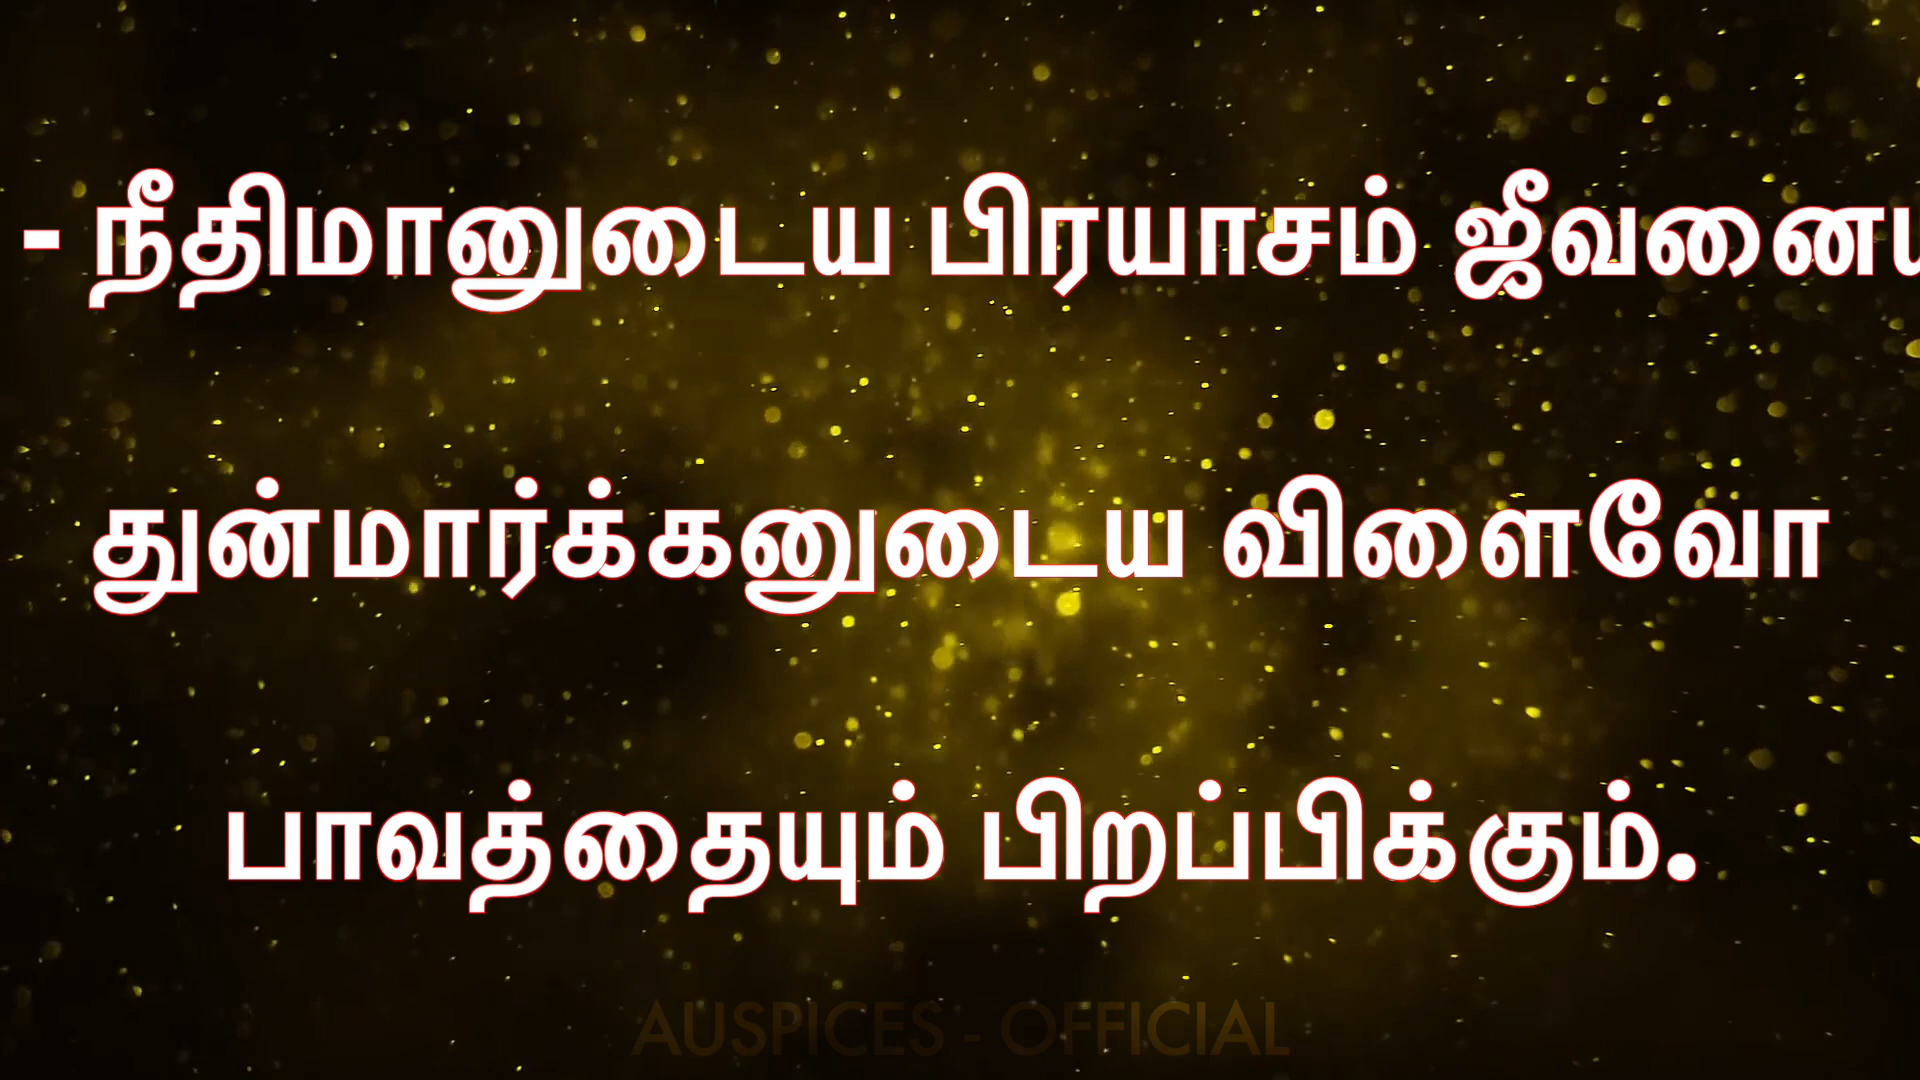 - நீதிமானுடைய பிரயாசம் ஜீவனைய
துன்மார்க்கனுடைய விளைவோ
பாவத்தையும் பிறப்பிக்கும்.
AUSPICES - OFFICIAL